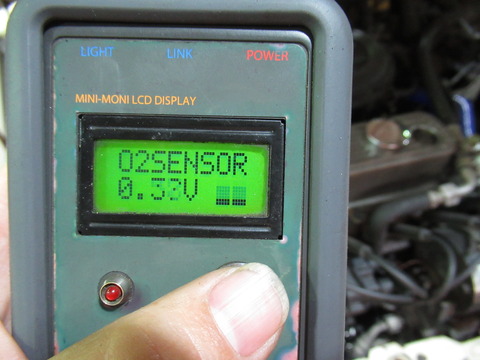 LIGHT LINK POWER
MINI-MONI LCD DISPLAY
O2SENSOR
0.33V